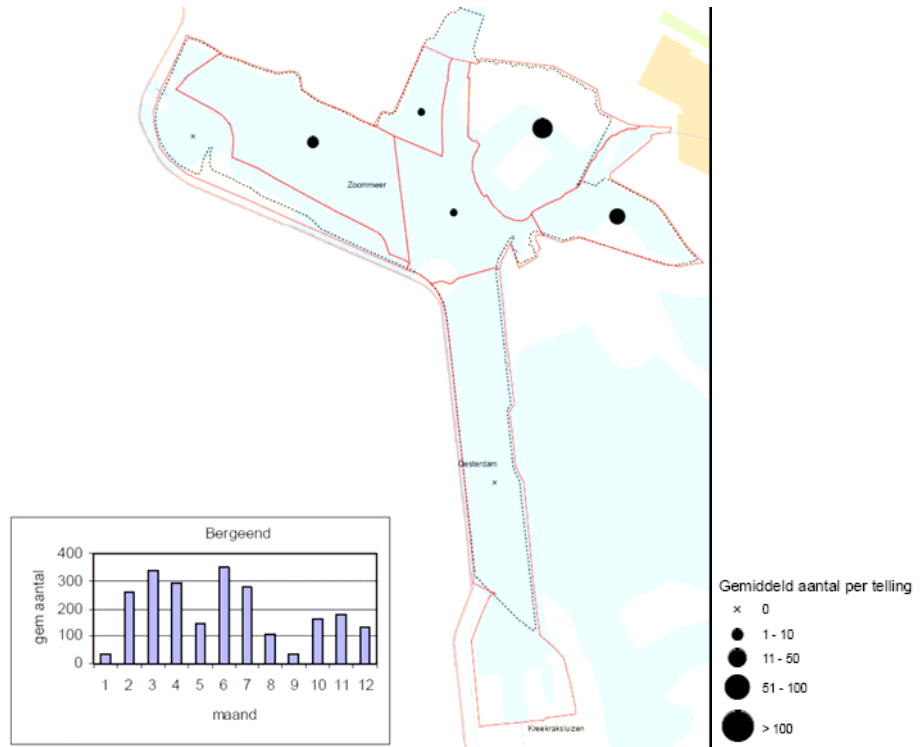 Zoommeer
Oesterdam
Kreekraksluizen
Bergeend
gem aantal
400
300
200
100
0
1 2 3 4 5 6 7 8 9 10 11 12
maand
Gemiddeld aantal per telling
0
1 - 10
11 - 50
51 - 100
> 100